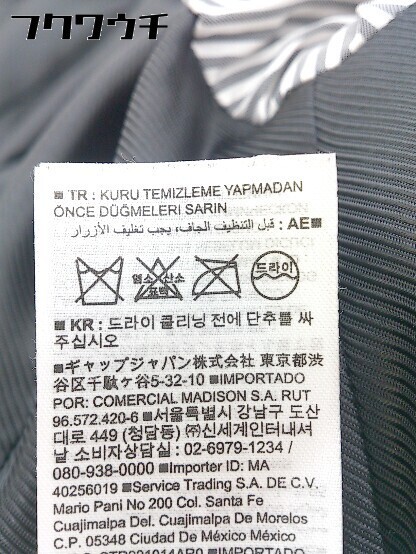 フクワウチ
■ TR : KURU TEMIZLEME YAPMADAN
ÖNCE DÜĞMELERİ SARIN
AE■ : قبل التنظيف الجاف، يجب تغليف الأزرار
염소 산소
표백
드라이
■ KR : 드라이 클리닝 전에 단추를 싸
주십시오
■ギャップジャパン株式会社 東京都渋
谷区千駄ヶ谷5-32-10 ■IMPORTADO
POR: COMERCIAL MADISON S.A. RUT
96.572.420-6 ■서울특별시 강남구 도산
대로 449 (청담동) ㈜신세계인터내셔
날 소비자상담실 : 02-6979-1234 /
080-938-0000 ■Importer ID: MA
40256019 ■Service Trading S.A. DE C.V.
Mario Pani No 200 Col. Santa Fe
Cuajimalpa Del. Cuajimalpa De Morelos
C.P. 05348 Ciudad De México México